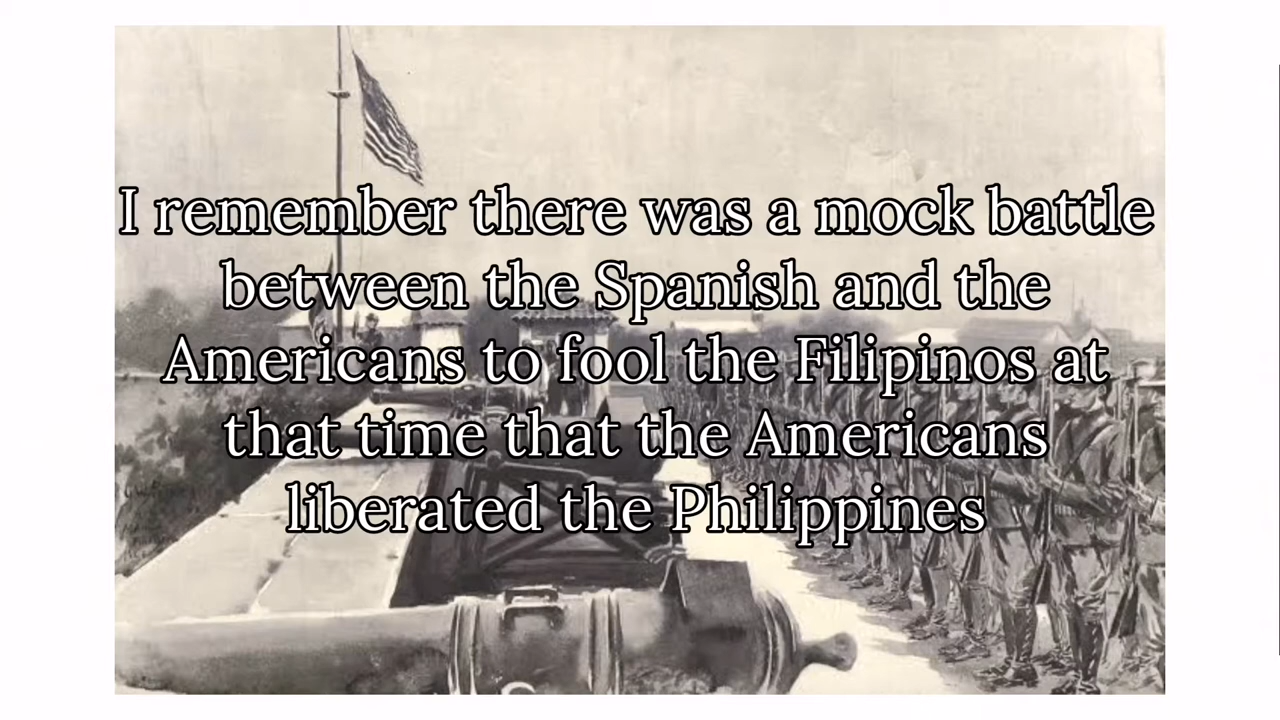 I remember there was a mock battle
between the Spanish and the
Americans to fool the Filipinos at
that time that the Americans
liberated the Philippines